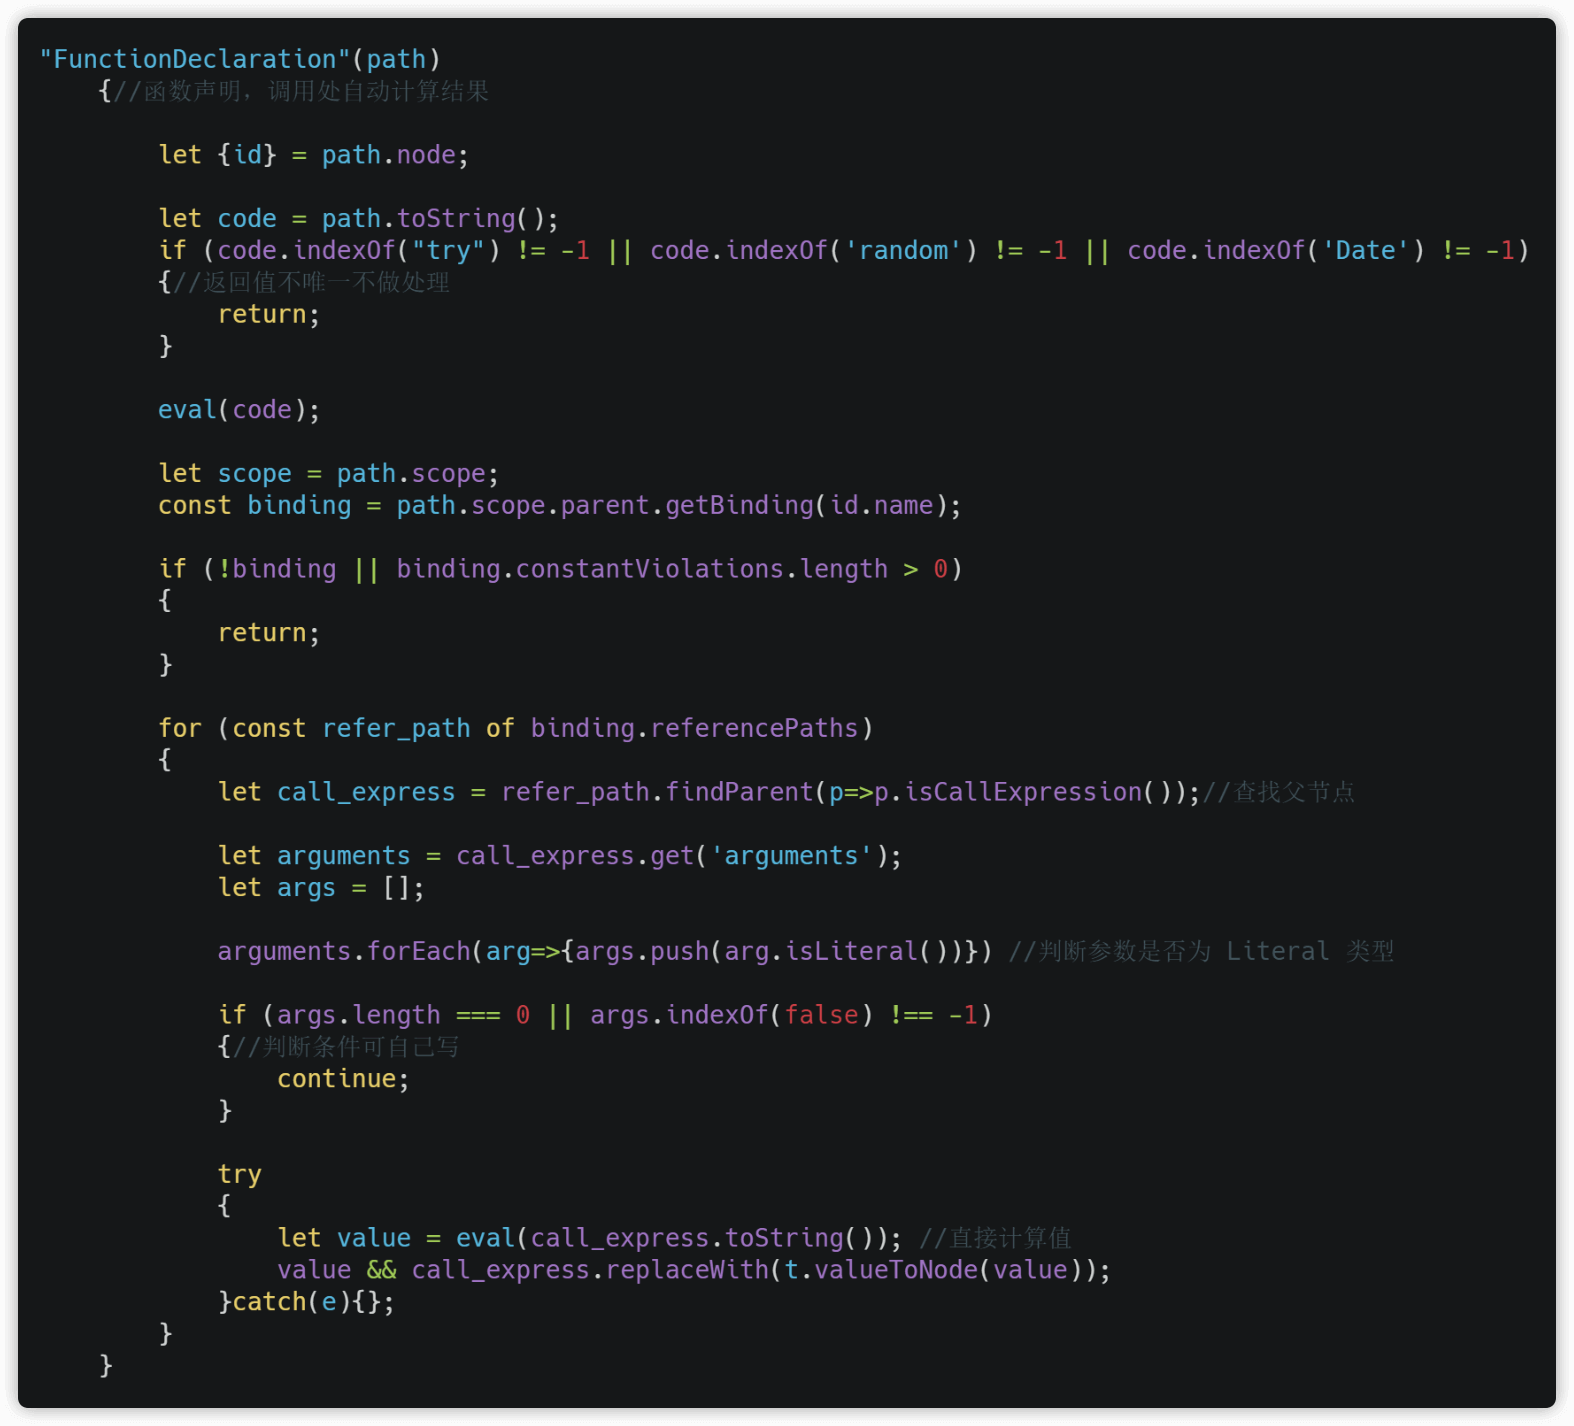 "FunctionDeclaration"(path)
    {//函数声明，调用处自动计算结果
        let {id} = path.node;
        let code = path.toString();
        if (code.indexOf("try") != -1 || code.indexOf('random') != -1 || code.indexOf('Date') != -1)
        {//返回值不唯一不做处理
            return;
        }
        eval(code);
        let scope = path.scope;
        const binding = path.scope.parent.getBinding(id.name);
        if (!binding || binding.constantViolations.length > 0)
        {
            return;
        }
        for (const refer_path of binding.referencePaths)
        {
            let call_express = refer_path.findParent(p=>p.isCallExpression());//查找父节点
            let arguments = call_express.get('arguments');
            let args = [];
            arguments.forEach(arg=>{args.push(arg.isLiteral())}) //判断参数是否为 Literal 类型
            if (args.length === 0 || args.indexOf(false) !== -1)
            {//判断条件可自己写
                continue;
            }
            try
            {
                let value = eval(call_express.toString()); //直接计算值
                value && call_express.replaceWith(t.valueToNode(value));
            }catch(e){};
        }
    }